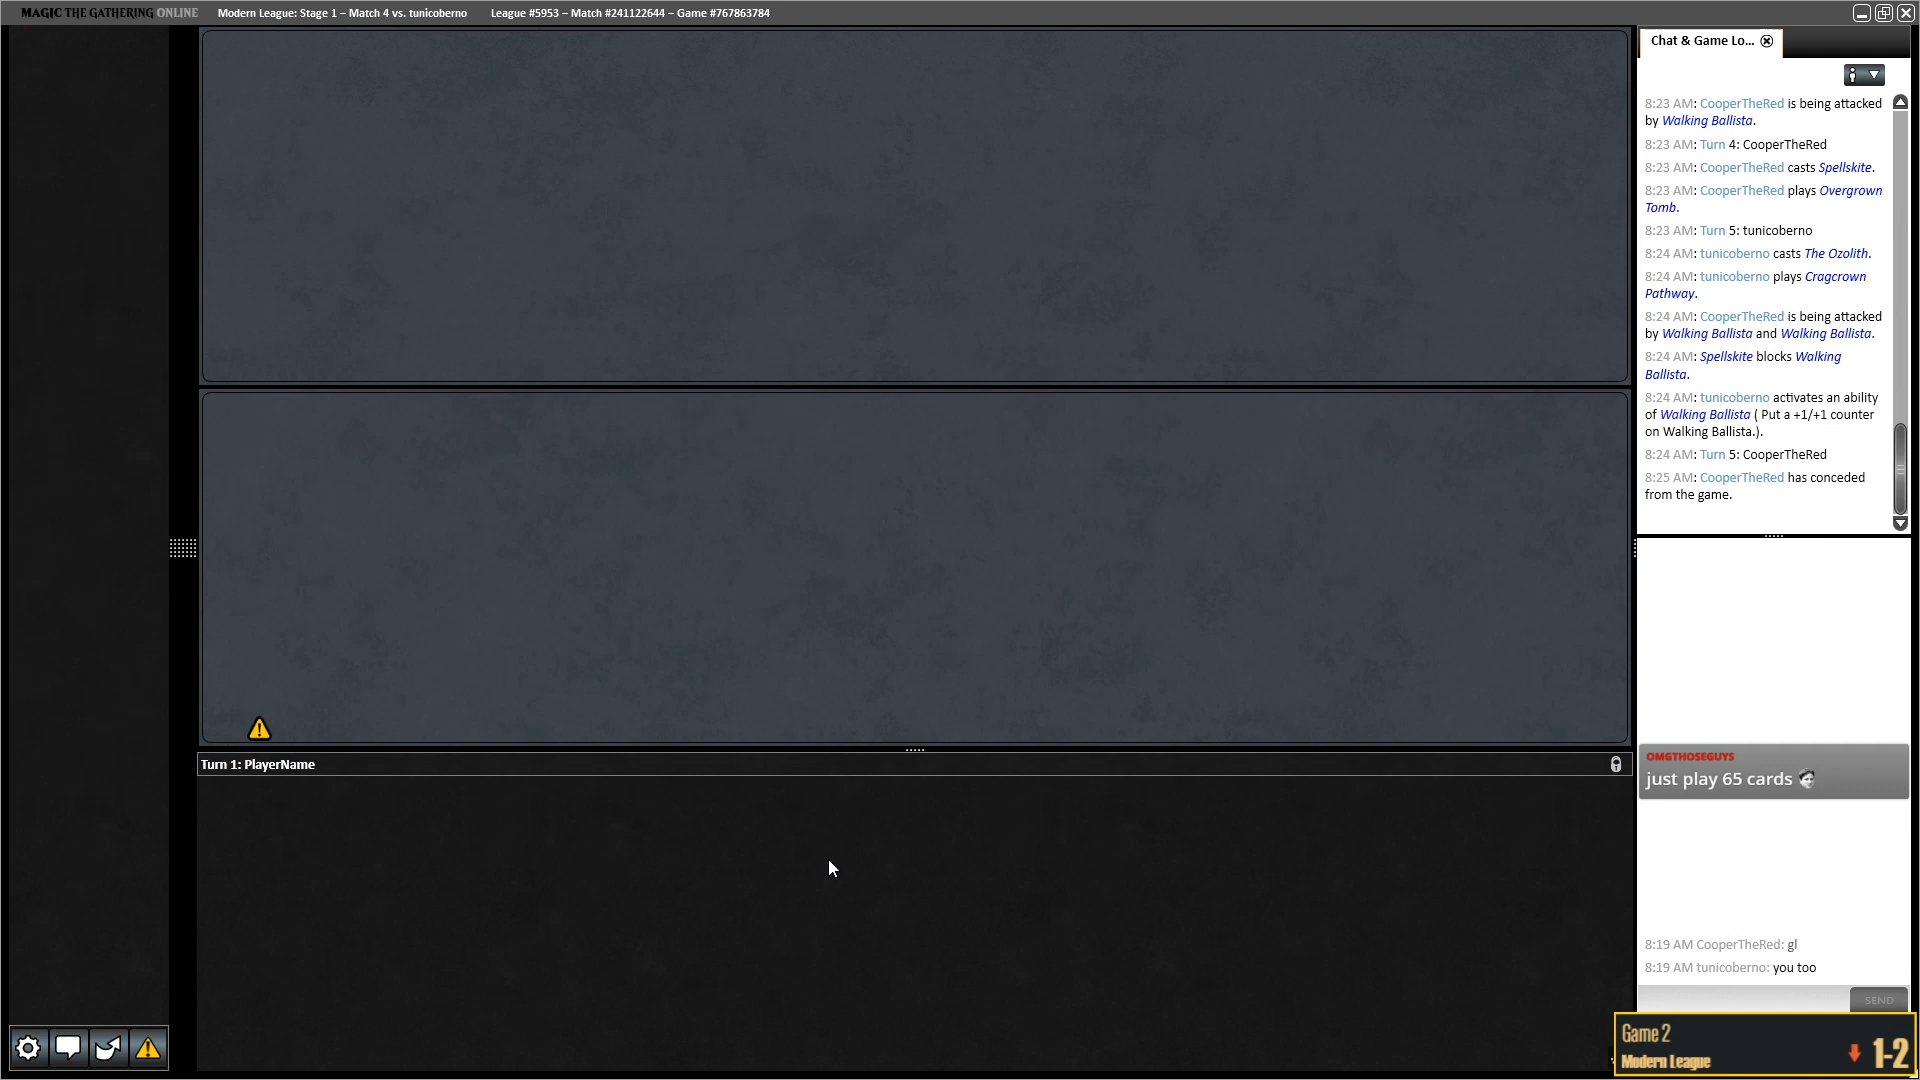 MAGIC THE GATHERING ONLINE Modern League: Stage 1 – Match 4 vs. tunicoberno League #5953 – Match #241122644 – Game #767863784
Chat & Game Lo...
8:23 AM: CooperTheRed is being attacked
by Walking Ballista.
8:23 AM: Turn 4: CooperTheRed
8:23 AM: CooperTheRed casts Spellskite.
8:23 AM: CooperTheRed plays Overgrown
Tomb.
8:23 AM: Turn 5: tunicoberno
8:24 AM: tunicoberno casts The Ozolith.
8:24 AM: tunicoberno plays Cragcrown
Pathway.
8:24 AM: CooperTheRed is being attacked
by Walking Ballista and Walking Ballista.
8:24 AM: Spellskite blocks Walking
Ballista.
8:24 AM: tunicoberno activates an ability
of Walking Ballista ( Put a +1/+1 counter
on Walking Ballista.).
8:24 AM: Turn 5: CooperTheRed
8:25 AM: CooperTheRed has conceded
from the game.
Turn 1: PlayerName
OMGTHOSEGUYS
just play 65 cards
8:19 AM CooperTheRed: gl
8:19 AM tunicoberno: you too
SEND
Game 2
Modern League 1-2